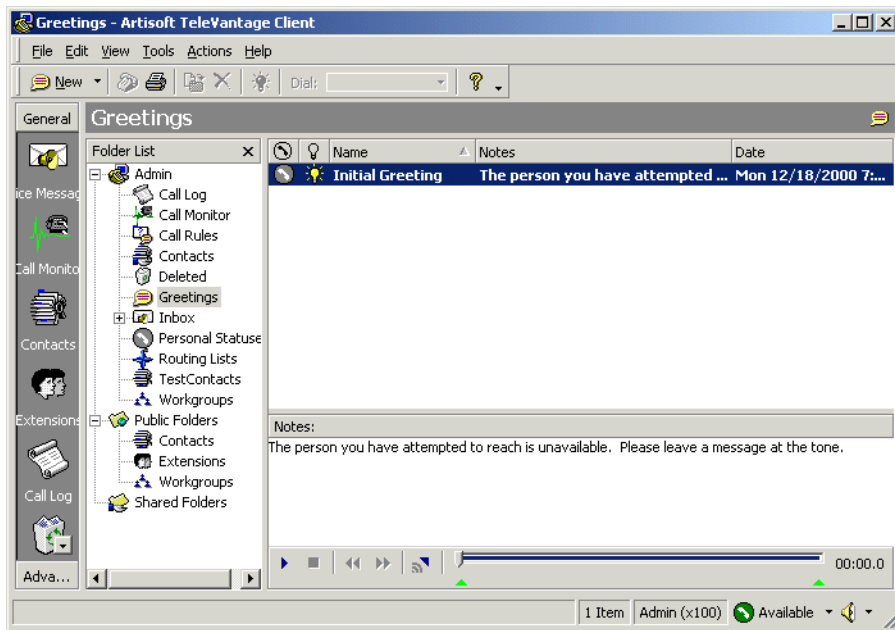 Greetings - Artisoft TeleVantage Client
File Edit View Tools Actions Help
New Dial:
General
Greetings
ice Messag
Call Monito
Contacts
Extensions
Call Log
Adva...
Folder List
Admin
Call Log
Call Monitor
Call Rules
Contacts
Deleted
Greetings
Inbox
Personal Statuse
Routing Lists
TestContacts
Workgroups
Public Folders
Contacts
Extensions
Workgroups
Shared Folders
Name Notes Date
Initial Greeting The person you have attempted ... Mon 12/18/2000 7:...
Notes:
The person you have attempted to reach is unavailable. Please leave a message at the tone.
00:00.0
1 Item Admin (x100) Available